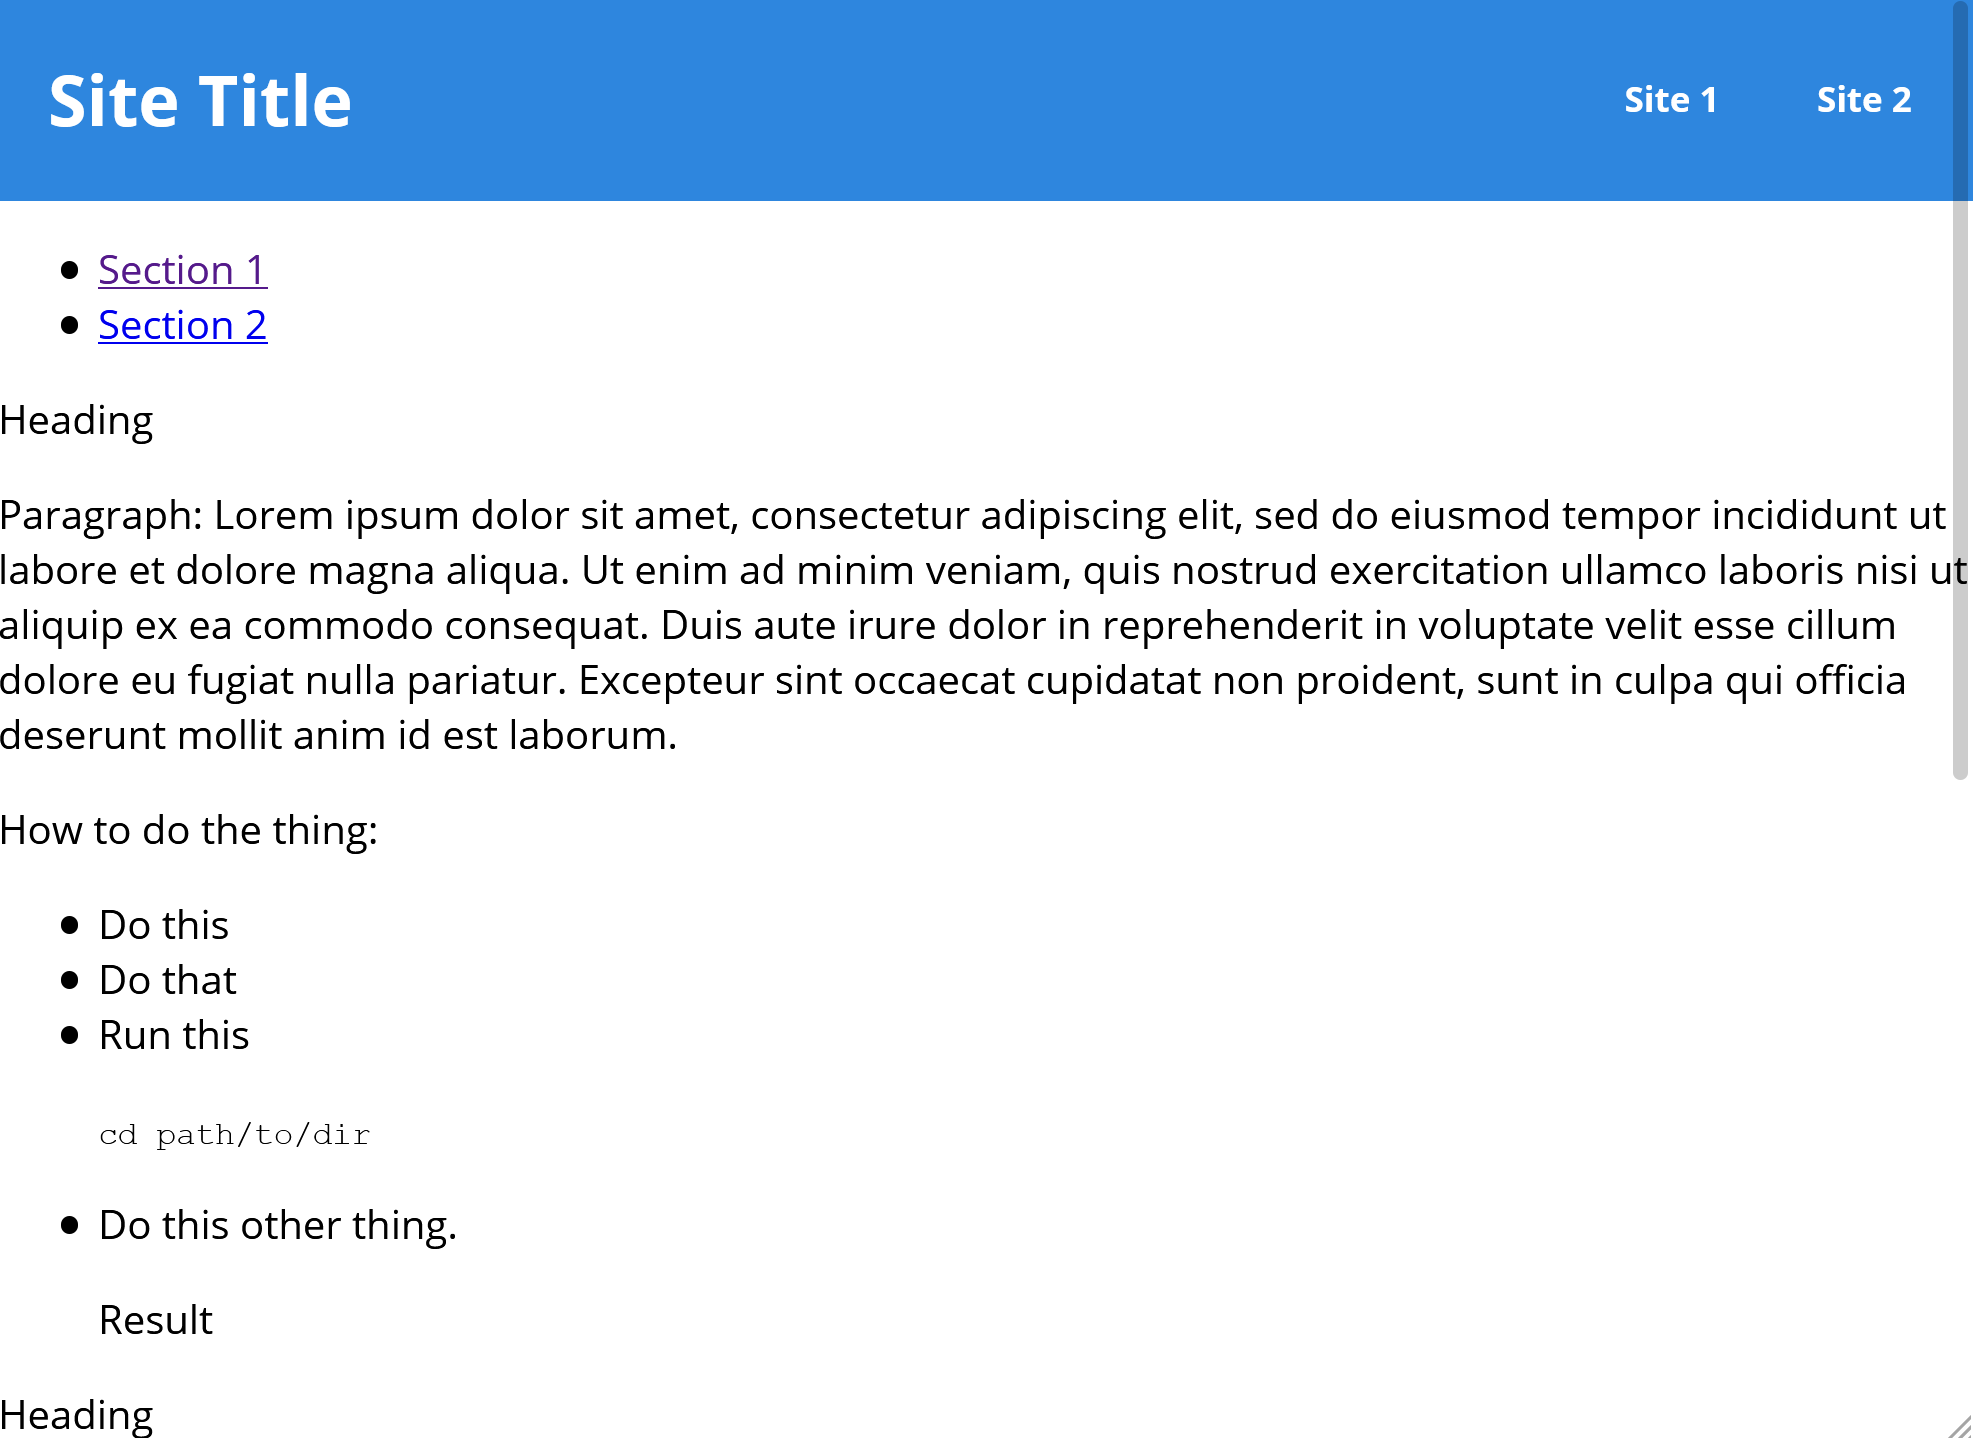 Site Title
Site 1
Site 2
Section 1
Section 2
Heading
Paragraph: Lorem ipsum dolor sit amet, consectetur adipiscing elit, sed do eiusmod tempor incididunt ut
labore et dolore magna aliqua. Ut enim ad minim veniam, quis nostrud exercitation ullamco laboris nisi ut
aliquip ex ea commodo consequat. Duis aute irure dolor in reprehenderit in voluptate velit esse cillum
dolore eu fugiat nulla pariatur. Excepteur sint occaecat cupidatat non proident, sunt in culpa qui officia
deserunt mollit anim id est laborum.
How to do the thing:
Do this
Do that
Run this
cd path/to/dir
Do this other thing.
Result
Heading